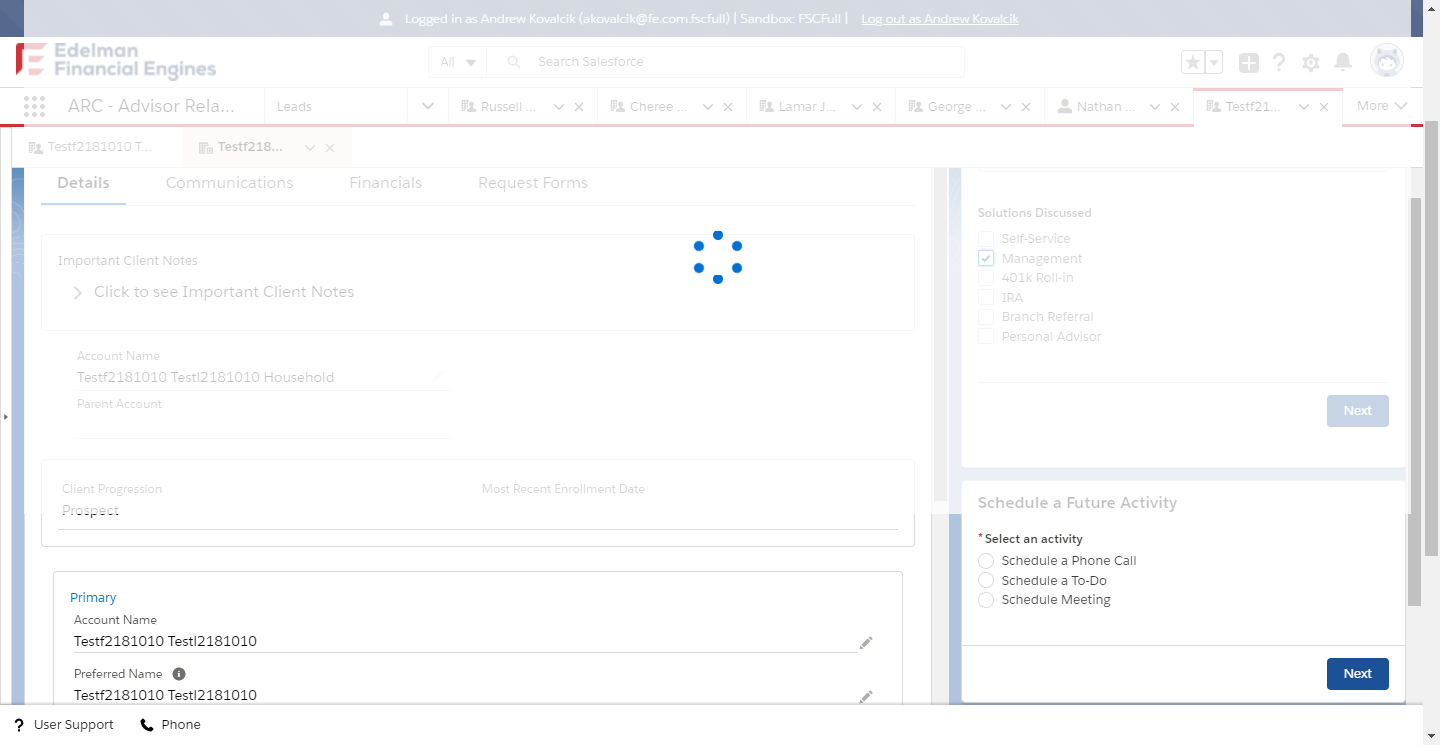 Logged in as Andrew Kovalcik (akovalcik@fe.com.fscfull) | Sandbox: FSCFull | Log out as Andrew Kovalcik
Edelman
Financial Engines
All
Search Salesforce
ARC - Advisor Rela...
Leads
Russell ...
Cheree ...
Lamar J...
George ...
Nathan ...
Testf21...
More
Testf2181010 T...
Testf218...
Details
Communications
Financials
Request Forms
Important Client Notes
Click to see Important Client Notes
Account Name
Testf2181010 Testl2181010 Household
Parent Account
Client Progression
Most Recent Enrollment Date
Prospect
Primary
Account Name
Testf2181010 Testl2181010
Preferred Name
Testf2181010 Testl2181010
Solutions Discussed
Self-Service
Management
401k Roll-in
IRA
Branch Referral
Personal Advisor
Next
Schedule a Future Activity
*Select an activity
Schedule a Phone Call
Schedule a To-Do
Schedule Meeting
Next
? User Support
Phone